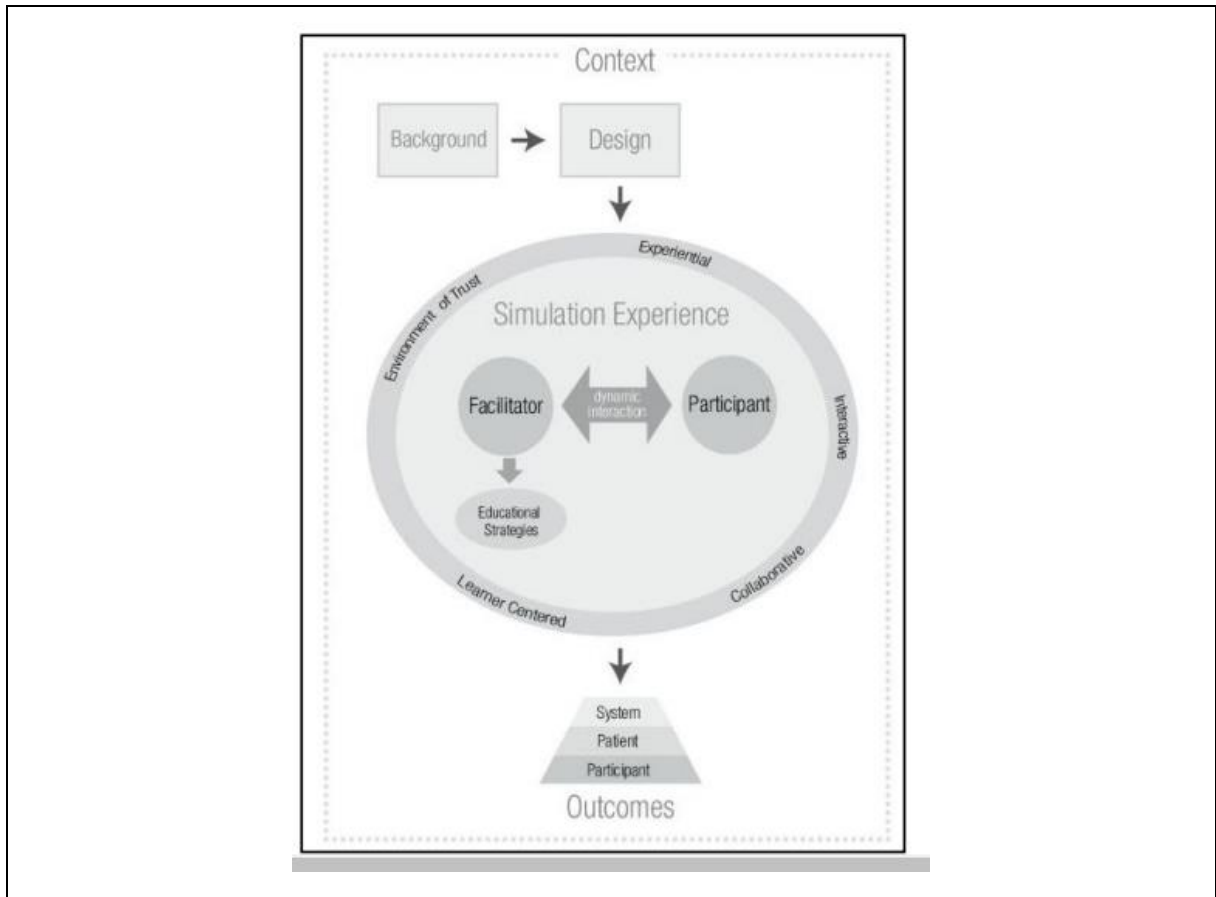 Context
Background
Design
Experiential
Environment of Trust
Simulation Experience
Facilitator
dynamic
interaction
Participant
Interactive
Educational
Strategies
Learner Centered
Collaborative
System
Patient
Participant
Outcomes